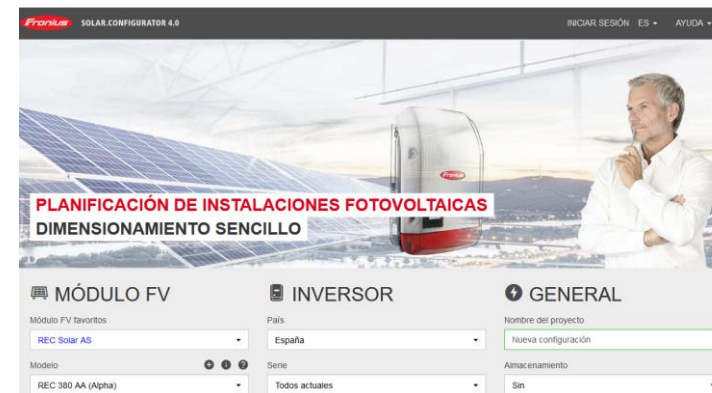 Fronius SOLAR.CONFIGURATOR 4.0 INICIAR SESIÓN ES AYUDA
Fronius
PLANIFICACIÓN DE INSTALACIONES FOTOVOLTAICAS
DIMENSIONAMIENTO SENCILLO
MÓDULO FV
Módulo FV favoritos
REC Solar AS
Modelo
REC 380 AA (Alpha)
INVERSOR
País
España
Serie
Todos actuales
GENERAL
Nombre del proyecto
Nueva configuración
Almacenamiento
Sin